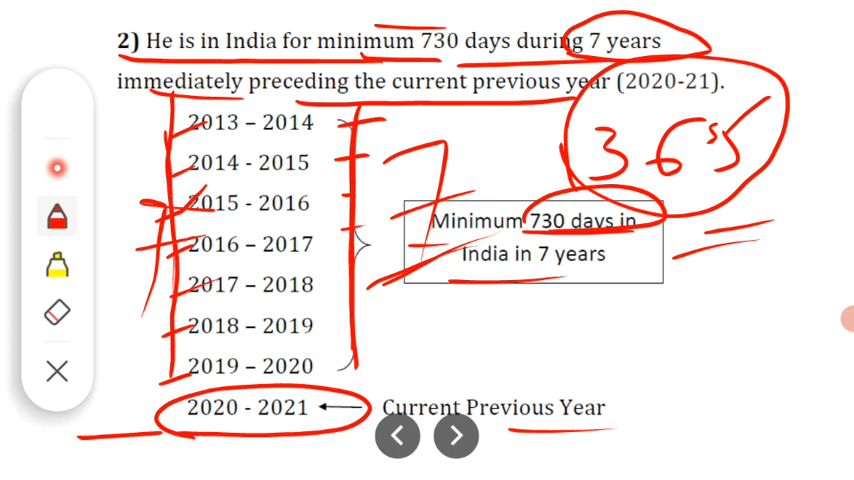 2) He is in India for minimum 730 days during 7 years
immediately preceding the current previous year (2020-21).
2013 – 2014
365
2014 - 2015
7
2015 - 2016
Minimum 730 days in
2016 – 2017
India in 7 years
2017 – 2018
2018 – 2019
2019 – 2020
2020 - 2021
Current Previous Year